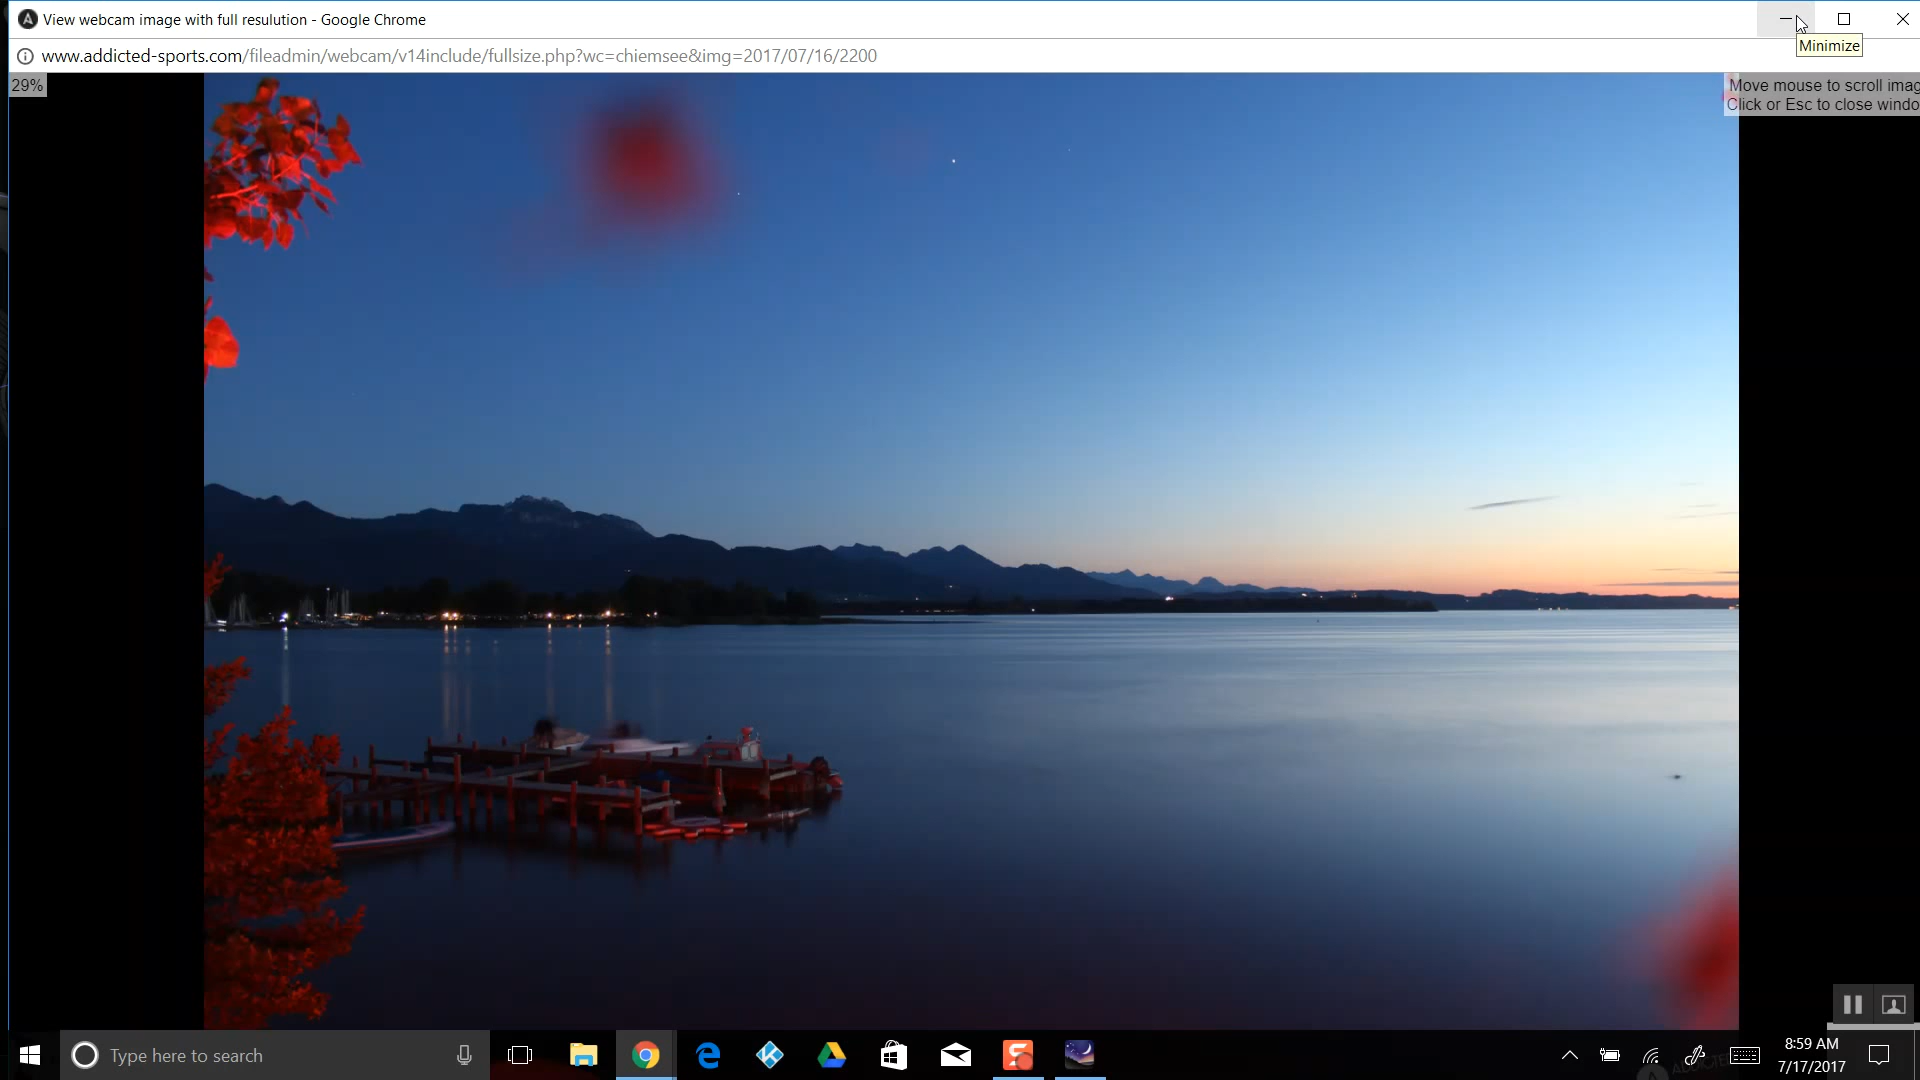 View webcam image with full resulution - Google Chrome
www.addicted-sports.com/fileadmin/webcam/v14include/fullsize.php?wc=chiemsee&img=2017/07/16/2200
Minimize
29%
Move mouse to scroll imag
Click or Esc to close windo
Type here to search
8:59 AM
7/17/2017